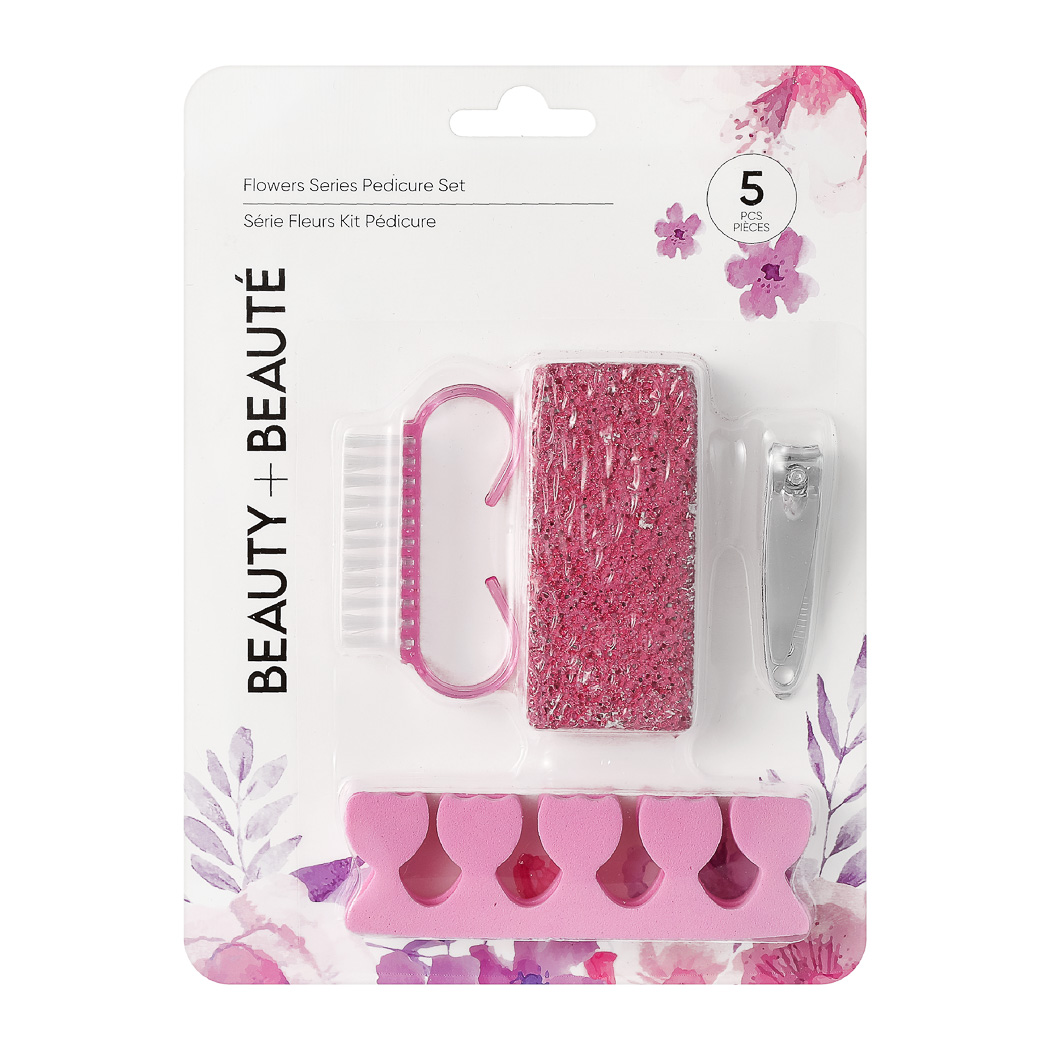 Flowers Series Pedicure Set
Série Fleurs Kit Pédicure
5
PCS
PIÈCES
BEAUTY + BEAUTÉ